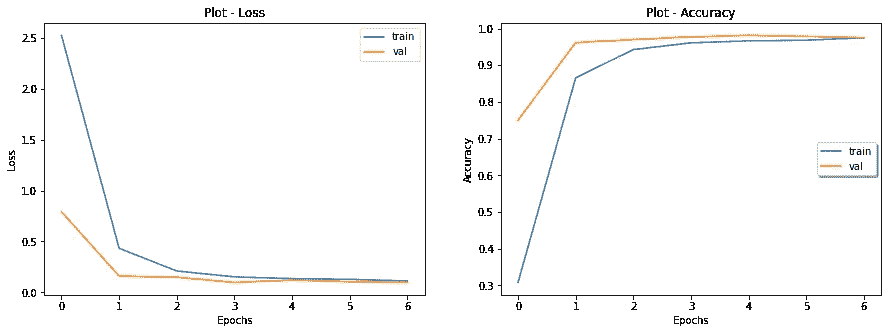 Plot - Loss
2.5
2.0
1.5
1.0
0.5
0.0
Loss
0 1 2 3 4 5 6
Epochs
train
val
Plot - Accuracy
1.0
0.9
0.8
0.7
0.6
0.5
0.4
0.3
Accuracy
0 1 2 3 4 5 6
Epochs
train
val